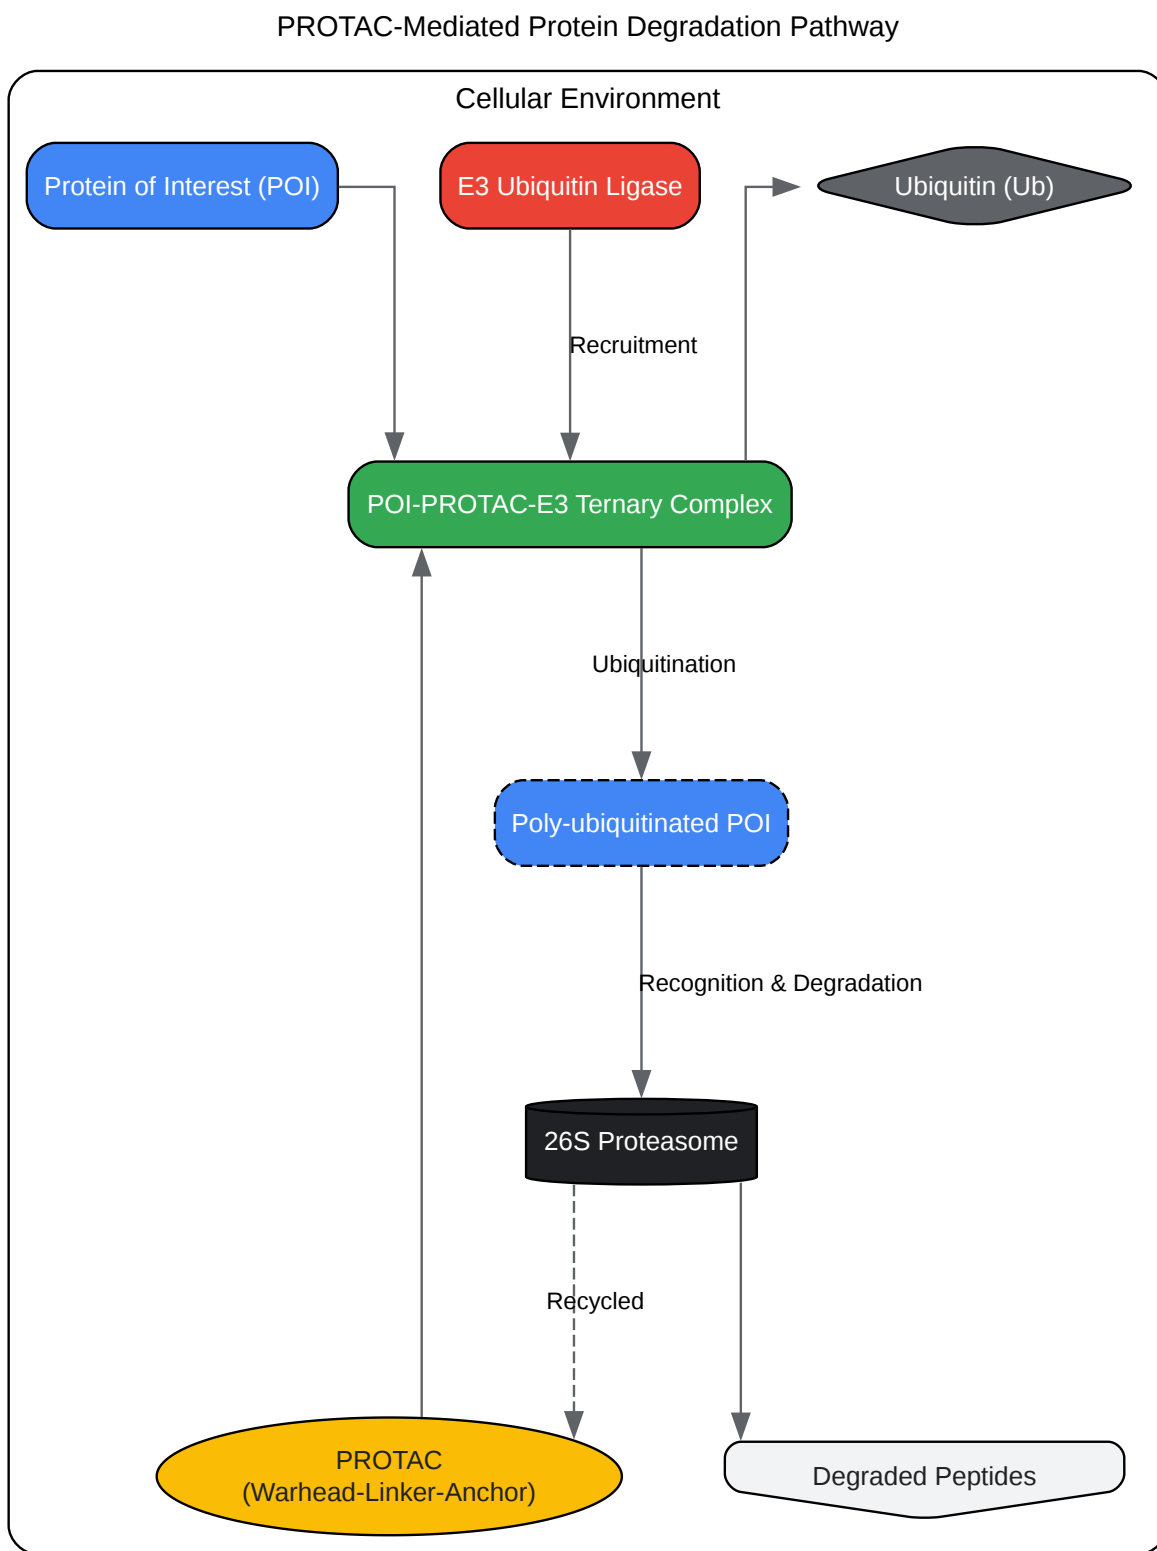 PROTAC-Mediated Protein Degradation Pathway
Cellular Environment
Protein of Interest (POI)
E3 Ubiquitin Ligase
Ubiquitin (Ub)
Recruitment
POI-PROTAC-E3 Ternary Complex
Ubiquitination
Poly-ubiquitinated POI
Recognition & Degradation
26S Proteasome
Recycled
PROTAC
(Warhead-Linker-Anchor)
Degraded Peptides